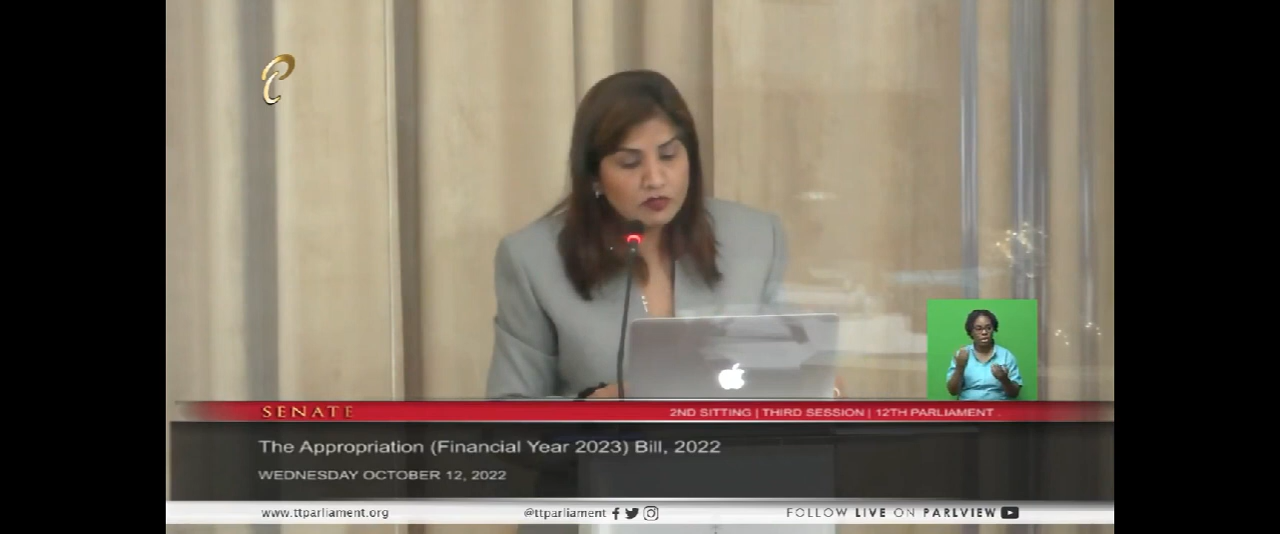 SENATE
2ND SITTING | THIRD SESSION | 12TH PARLIAMENT .
The Appropriation (Financial Year 2023) Bill, 2022
WEDNESDAY OCTOBER 12, 2022
www.ttparliament.org
@ttparliament
FOLLOW LIVE ON PARLVIEW